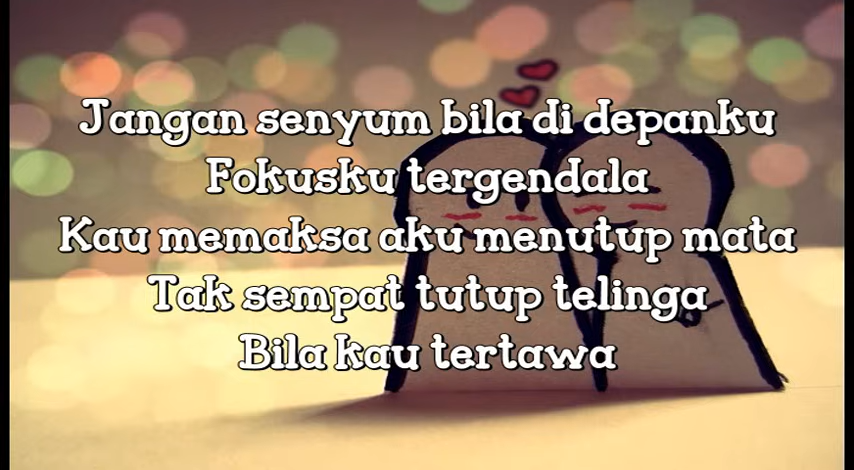 Jangan senyum bila di depanku
Fokusku tergendala
Kau memaksa aku menutup mata
Tak sempat tutup telinga
Bila kau tertawa